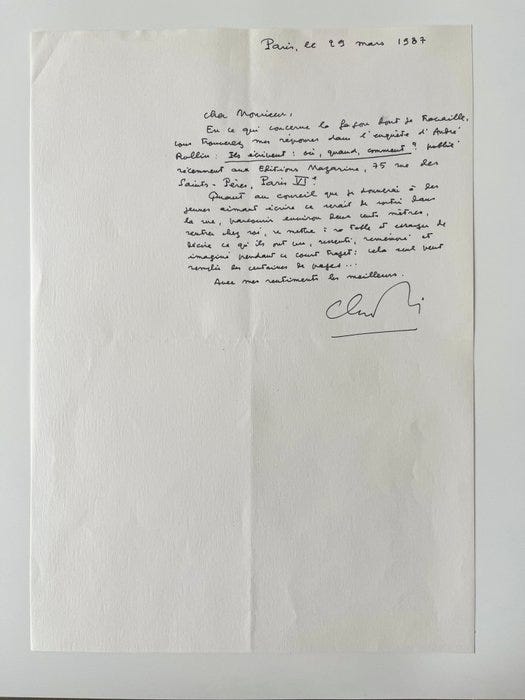 Paris, le 29 mars 1987
Cher Monsieur,
En ce qui concerne la façon dont je travaille,
vous trouverez mes réponses dans l'enquête d'André
Rollin : Ils écrivent : où, quand, comment ? publié
récemment aux Editions Mazarine, 75 rue des
Saints-Pères, Paris VIe
Quant au conseil que je donnerai à des
jeunes aimant écrire ce serait de sortir dans
la rue, parcourir environ deux cents mètres,
rentrer chez soi, se mettre à sa table et essayer de
décrire ce qu'ils ont vu, ressenti, remémoré et
imaginé pendant ce court trajet : cela seul peut
remplir des centaines de pages...
Avec mes sentiments les meilleurs.